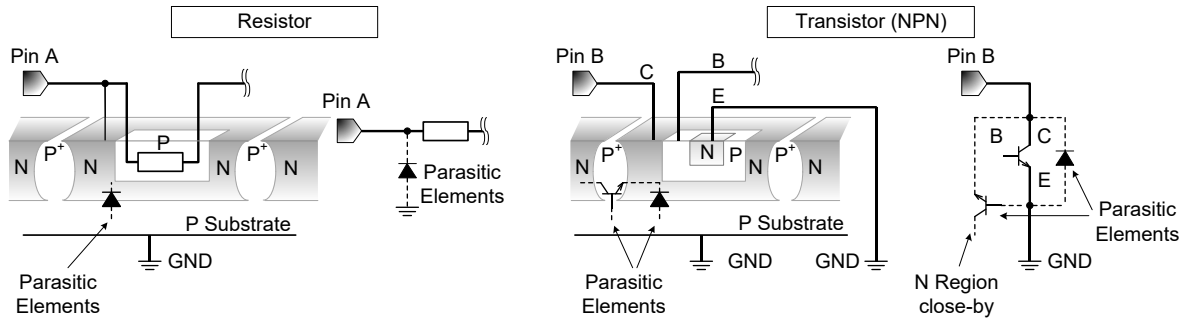 Resistor
Transistor (NPN)
Pin A
Pin A
N
P+
N
P
P+
N
Parasitic
Elements
P Substrate
GND
Parasitic
Elements
Pin B
C
B
E
N
P+
N
P
P+
N
N
P Substrate
GND
GND
Parasitic
Elements
Pin B
B
C
E
Parasitic
Elements
GND
N Region
close-by